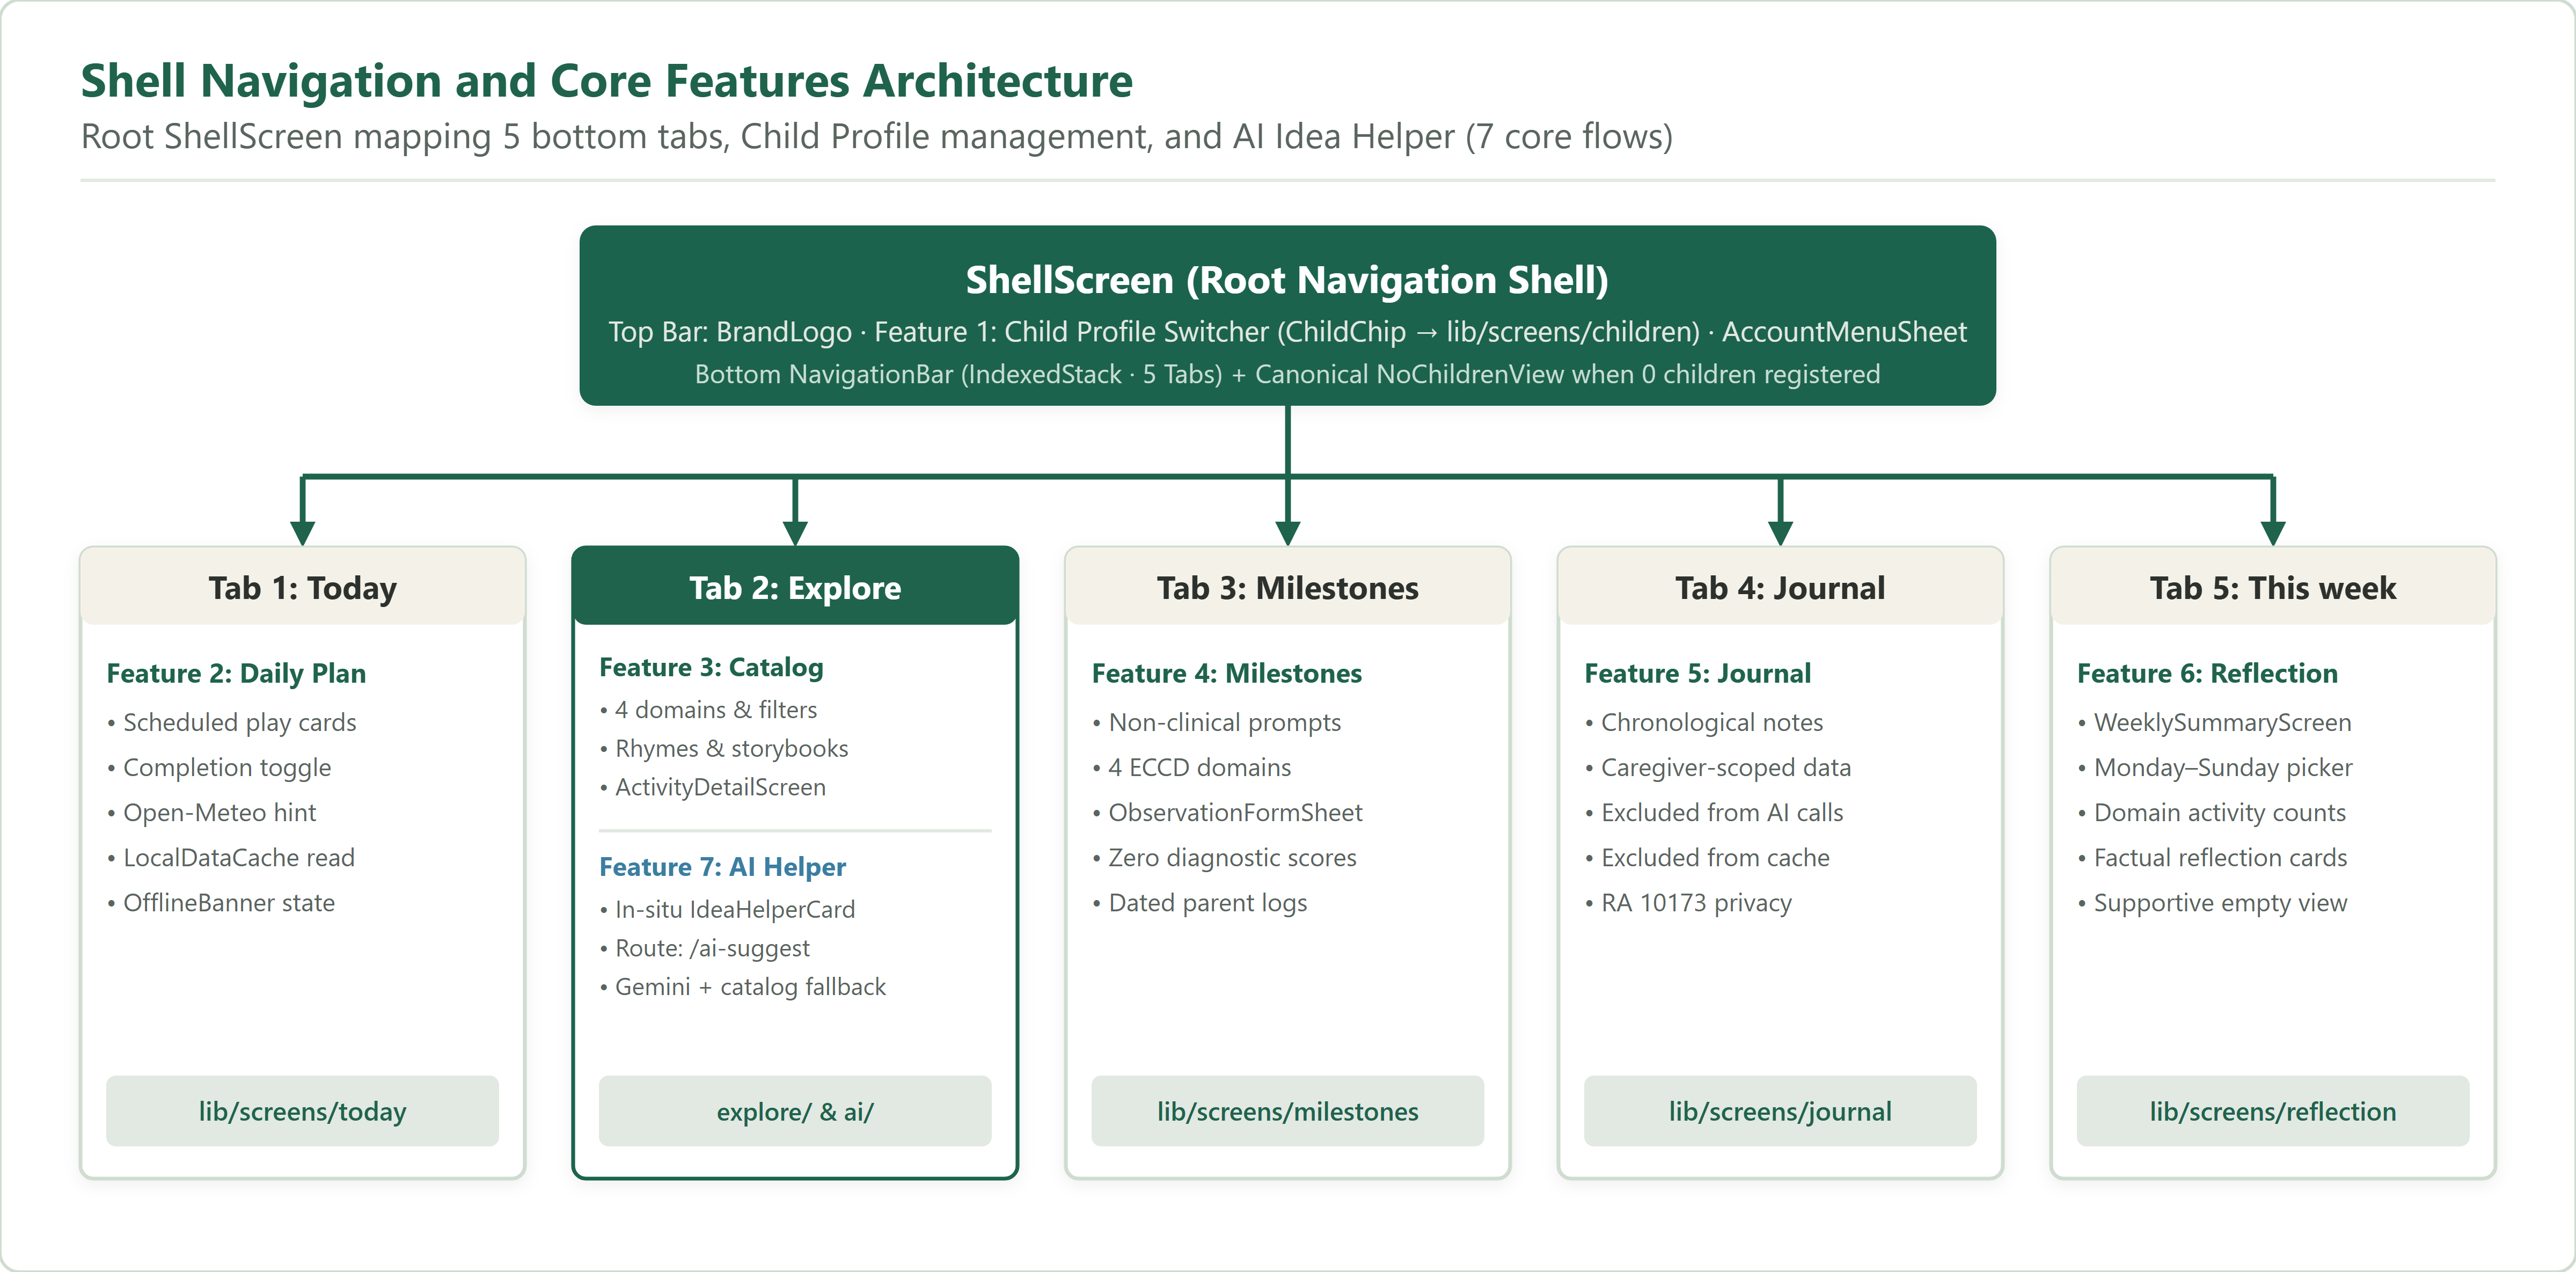 Shell Navigation and Core Features Architecture
Root ShellScreen mapping 5 bottom tabs, Child Profile management, and AI Idea Helper (7 core flows)
ShellScreen (Root Navigation Shell)
Top Bar: BrandLogo · Feature 1: Child Profile Switcher (ChildChip → lib/screens/children) · AccountMenuSheet
Bottom NavigationBar (IndexedStack · 5 Tabs) + Canonical NoChildrenView when 0 children registered
Tab 1: Today
Feature 2: Daily Plan
• Scheduled play cards
• Completion toggle
• Open-Meteo hint
• LocalDataCache read
• OfflineBanner state
lib/screens/today
Tab 2: Explore
Feature 3: Catalog
• 4 domains & filters
• Rhymes & storybooks
• ActivityDetailScreen
Feature 7: AI Helper
• In-situ IdeaHelperCard
• Route: /ai-suggest
• Gemini + catalog fallback
explore/ & ai/
Tab 3: Milestones
Feature 4: Milestones
• Non-clinical prompts
• 4 ECCD domains
• ObservationFormSheet
• Zero diagnostic scores
• Dated parent logs
lib/screens/milestones
Tab 4: Journal
Feature 5: Journal
• Chronological notes
• Caregiver-scoped data
• Excluded from AI calls
• Excluded from cache
• RA 10173 privacy
lib/screens/journal
Tab 5: This week
Feature 6: Reflection
• WeeklySummaryScreen
• Monday–Sunday picker
• Domain activity counts
• Factual reflection cards
• Supportive empty view
lib/screens/reflection